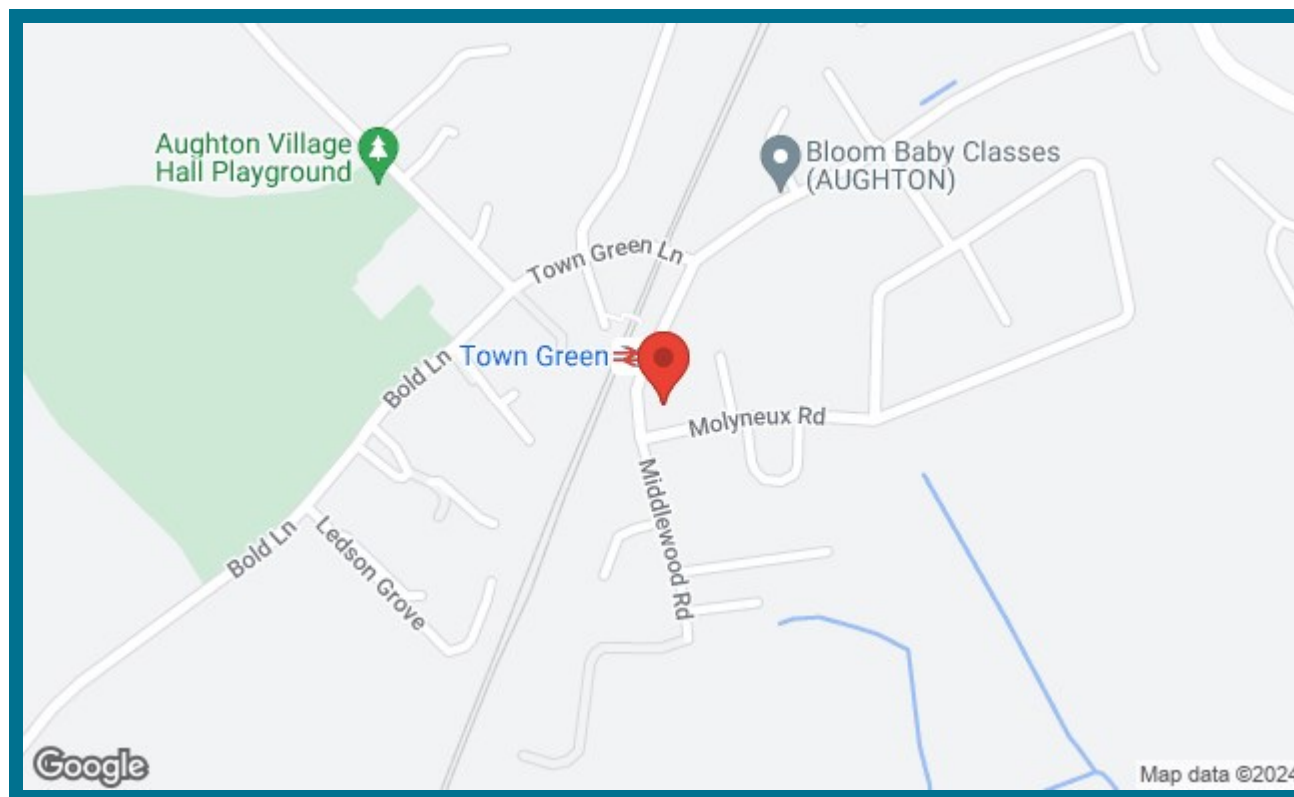 Aughton Village
Hall Playground
Bloom Baby Classes
(AUGHTON)
Town Green Ln
Town Green
Bold Ln
Molyneux Rd
Middlewood Rd
Bold Ln
Ledson Grove
Google
Map data ©2024